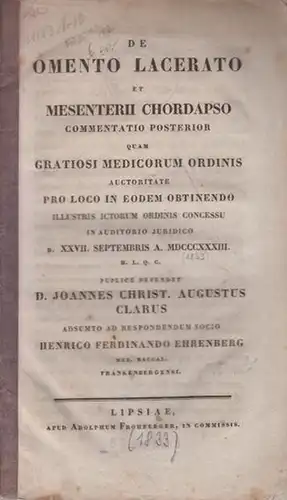 DE
OMENTO LACERATO
ET
MESENTERII CHORDAPSO
COMMENTATIO POSTERIOR
QUAM
GRATIOSI MEDICORUM ORDINIS
AUCTORITATE
PRO LOCO IN EODEM OBTINENDO
ILLUSTRIS ICTORUM ORDINIS CONCESSU
IN AUDITORIO JURIDICO
D. XXVII. SEPTEMBRIS A. MDCCCXXXIII.
(1833)
H. L. Q. C.
PUBLICE DEFENDET
D. JOANNES CHRIST. AUGUSTUS
CLARUS
ADSUMTO AD RESPONDENDUM SOCIO
HENRICO FERDINANDO EHRENBERG
MED. BACCAL.
FRANKENBERGENSI.
LIPSIAE,
APUD ADOLPHUM FROHBERGER, IN COMMISSIS.
(1833)